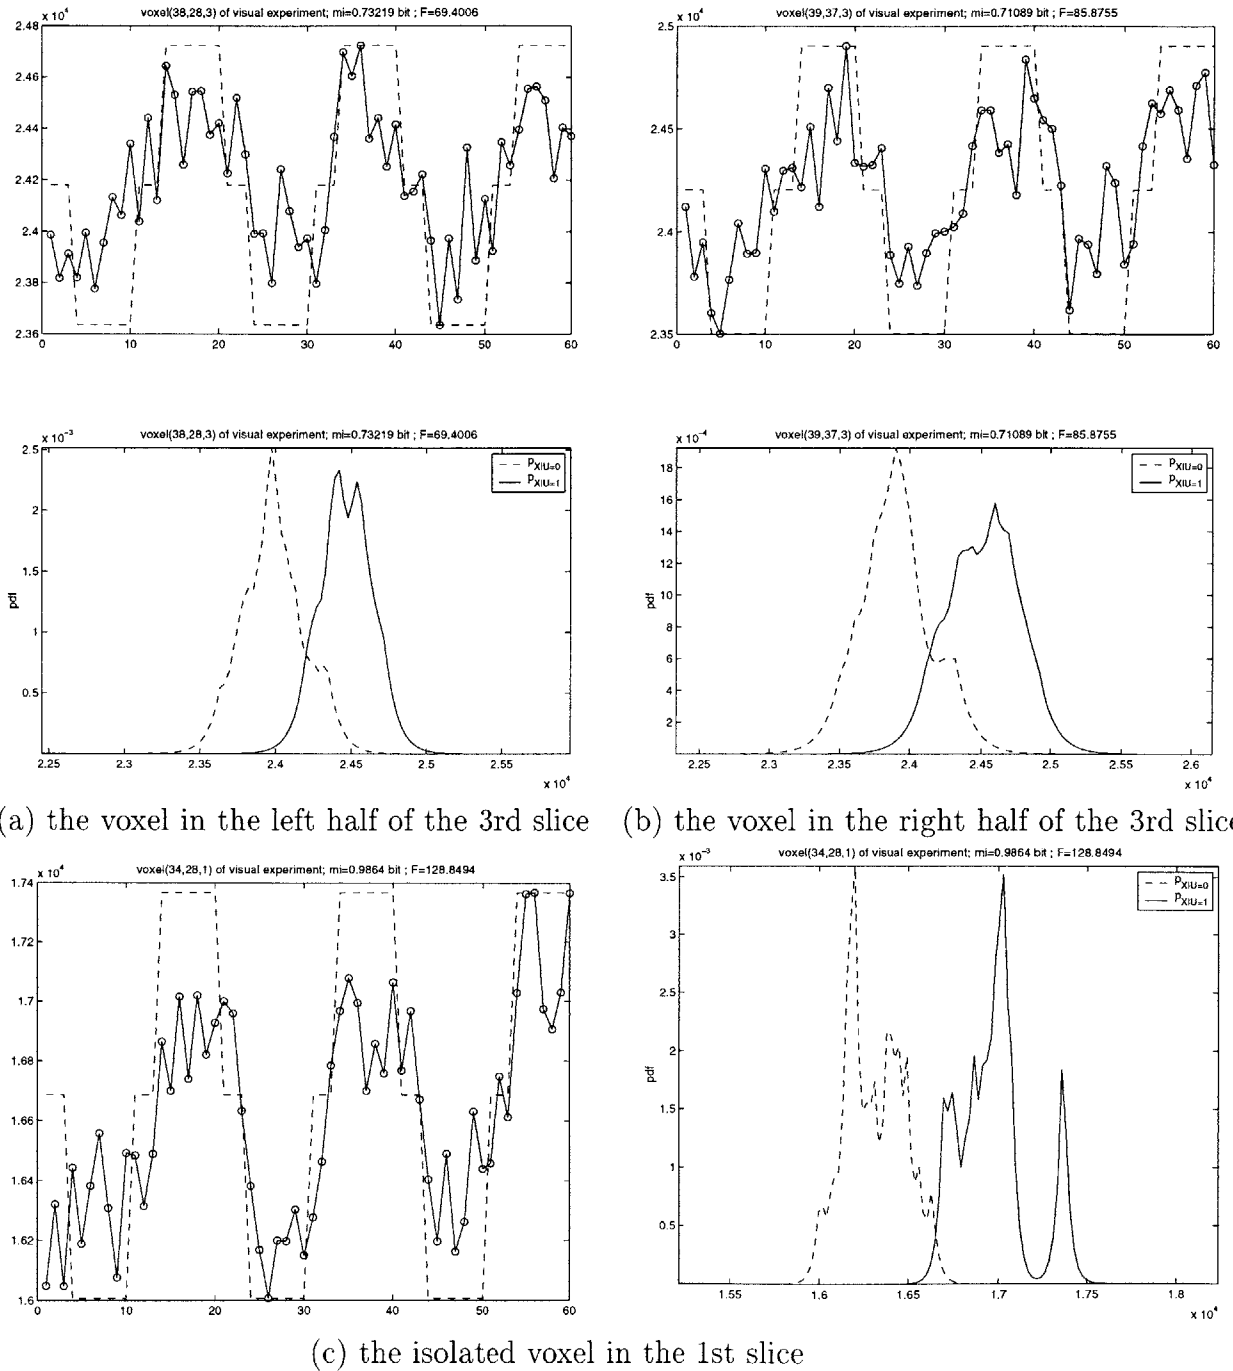 voxel(38,28,3) of visual experiment; mi=0.73219 bit ; F=69.4006
x 10^4
2.48
2.46
2.44
2.42
2.4
2.38
2.36
0 10 20 30 40 50 60
voxel(39,37,3) of visual experiment; mi=0.71089 bit ; F=85.8755
x 10^4
2.5
2.45
2.4
2.35
0 10 20 30 40 50 60
voxel(38,28,3) of visual experiment; mi=0.73219 bit ; F=69.4006
x 10^-3
2.5
2
1.5
1
0.5
pdf
P X|U=0
P X|U=1
2.25 2.3 2.35 2.4 2.45 2.5 2.55
x 10^4
voxel(39,37,3) of visual experiment; mi=0.71089 bit ; F=85.8755
x 10^-4
18
16
14
12
10
8
6
4
2
pdf
P X|U=0
P X|U=1
2.25 2.3 2.35 2.4 2.45 2.5 2.55 2.6
x 10^4
(a) the voxel in the left half of the 3rd slice
(b) the voxel in the right half of the 3rd slice
voxel(34,28,1) of visual experiment; mi=0.9864 bit ; F=128.8494
x 10^4
1.74
1.72
1.7
1.68
1.66
1.64
1.62
1.6
0 10 20 30 40 50 60
voxel(34,28,1) of visual experiment; mi=0.9864 bit ; F=128.8494
x 10^-3
3.5
3
2.5
2
1.5
1
0.5
pdf
P X|U=0
P X|U=1
1.55 1.6 1.65 1.7 1.75 1.8
x 10^4
(c) the isolated voxel in the 1st slice